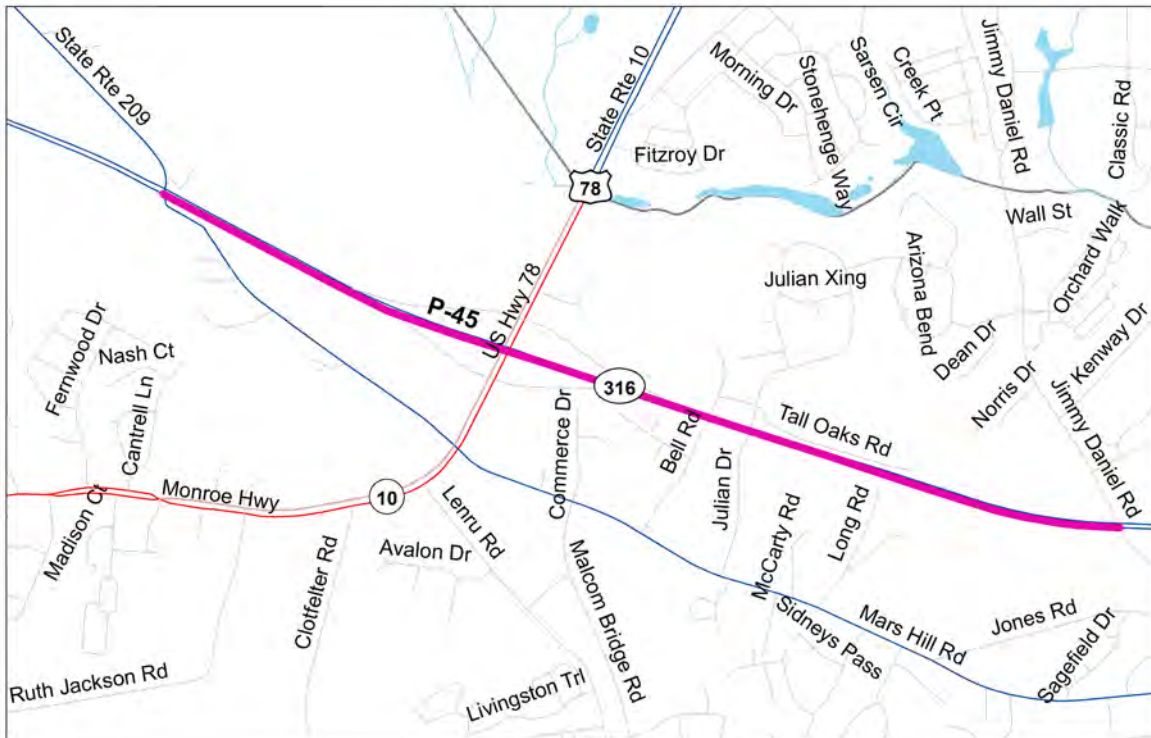 State Rte 209
State Rte 10
Morning Dr
Stonehenge Way
Sarsen Cir
Creek Pt
Jimmy Daniel Rd
Classic Rd
Fitzroy Dr
78
Wall St
Orchard Walk
Julian Xing
Arizona Bend
P-45
US Hwy 78
Dean Dr
Kenway Dr
Norris Dr
Fernwood Dr
Nash Ct
Cantrell Ln
316
Commerce Dr
Bell Rd
Tall Oaks Rd
Jimmy Daniel Rd
Julian Dr
Monroe Hwy
10
Madison Ct
Lenru Rd
McCarty Rd
Long Rd
Avalon Dr
Clotfelter Rd
Malcom Bridge Rd
Sidneys Pass
Mars Hill Rd
Jones Rd
Sagefield Dr
Ruth Jackson Rd
Livingston Trl